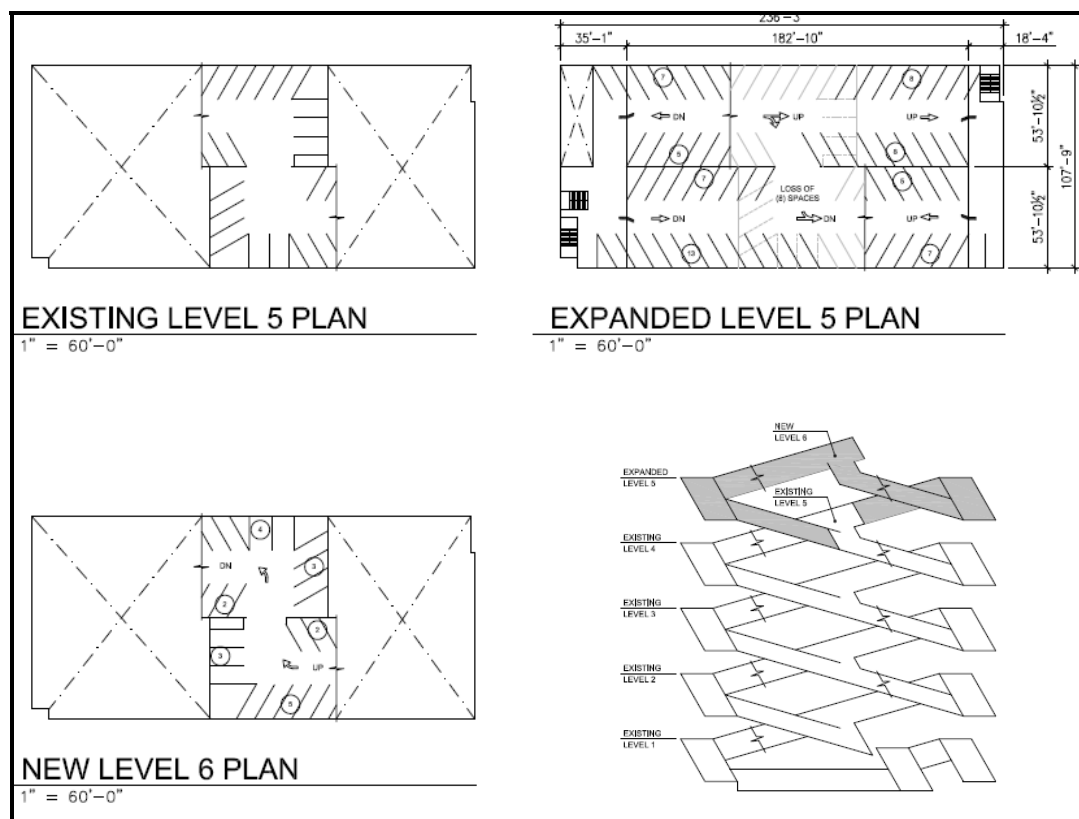 236'-3
35'-1"
182'-10"
18'-4"
7
8
DN
UP
UP
53'-10½"
107'-9"
7
LOSS OF
(8) SPACES
DN
DN
UP
53'-10½"
13
7
EXISTING LEVEL 5 PLAN
1" = 60'-0"
EXPANDED LEVEL 5 PLAN
1" = 60'-0"
4
DN
3
2
2
3
UP
5
NEW LEVEL 6 PLAN
1" = 60'-0"
NEW
LEVEL 6
EXPANDED
LEVEL 5
EXISTING
LEVEL 5
EXISTING
LEVEL 4
EXISTING
LEVEL 3
EXISTING
LEVEL 2
EXISTING
LEVEL 1